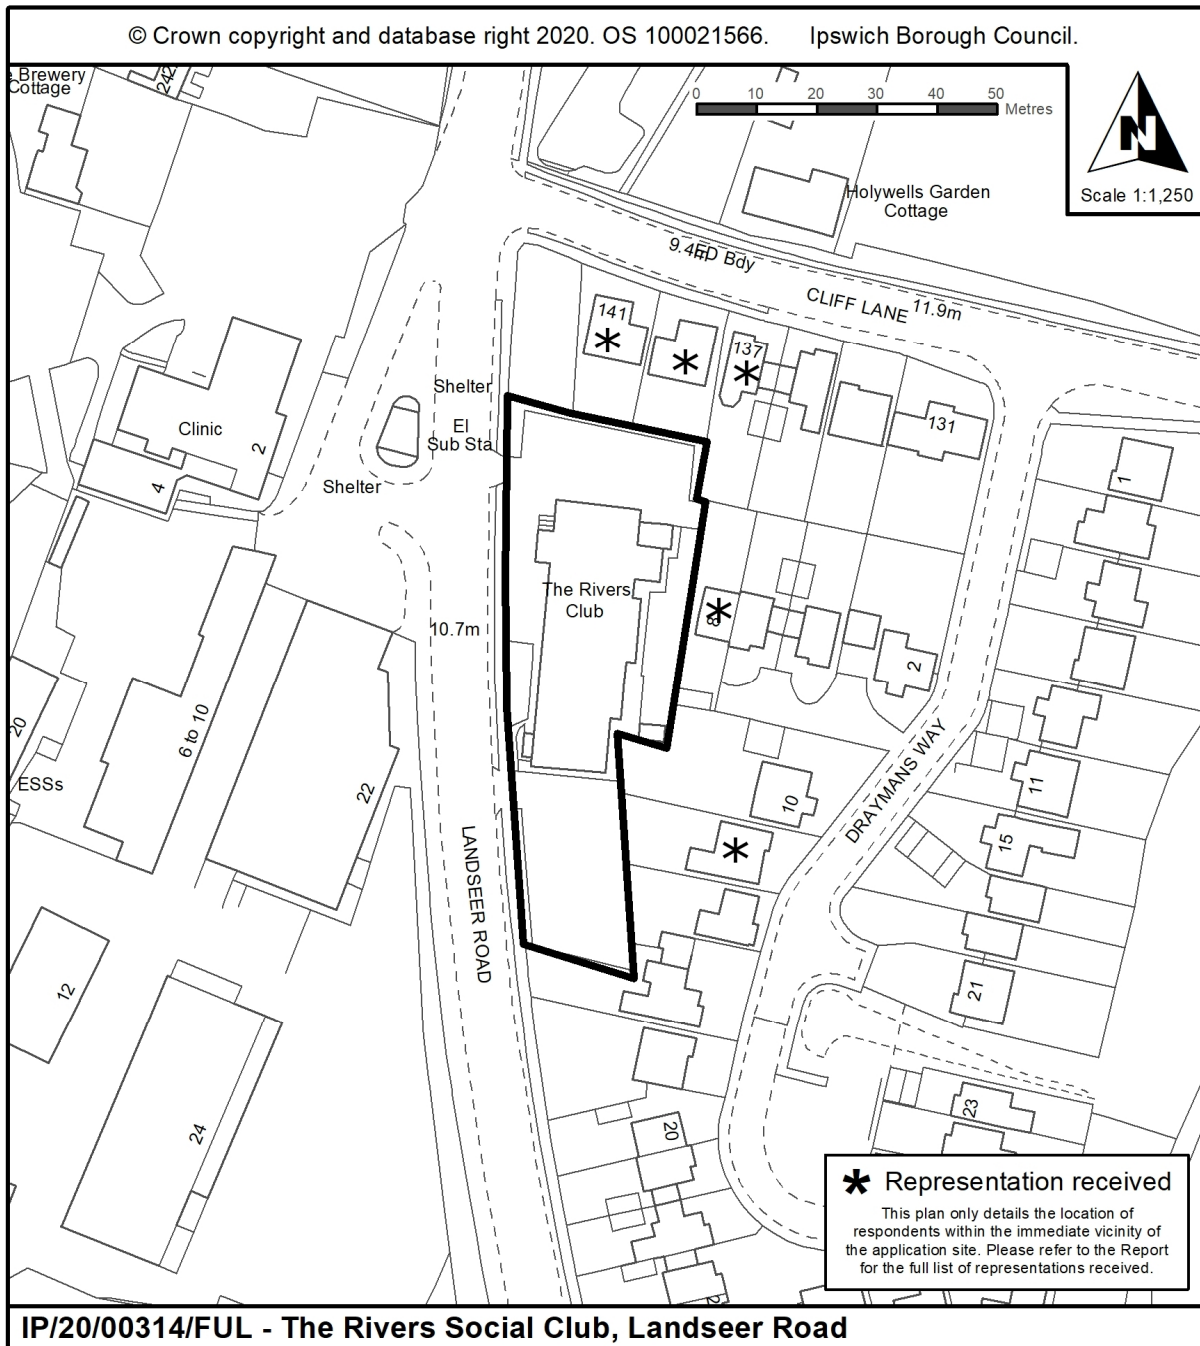 © Crown copyright and database right 2020. OS 100021566. Ipswich Borough Council.
Brewery
Cottage
242
0 10 20 30 40 50
Metres
N
Scale 1:1,250
Holywells Garden
Cottage
ED Bdy
CLIFF LANE
11.9m
141
137
131
Shelter
El
Sub Sta
Clinic
2
4
Shelter
1
The Rivers
Club
8
2
10.7m
20
6 to 10
ESSs
22
10
11
15
DRAYMANS WAY
LANDSEER ROAD
12
21
24
20
23
* Representation received
This plan only details the location of
respondents within the immediate vicinity of
the application site. Please refer to the Report
for the full list of representations received.
IP/20/00314/FUL - The Rivers Social Club, Landseer Road